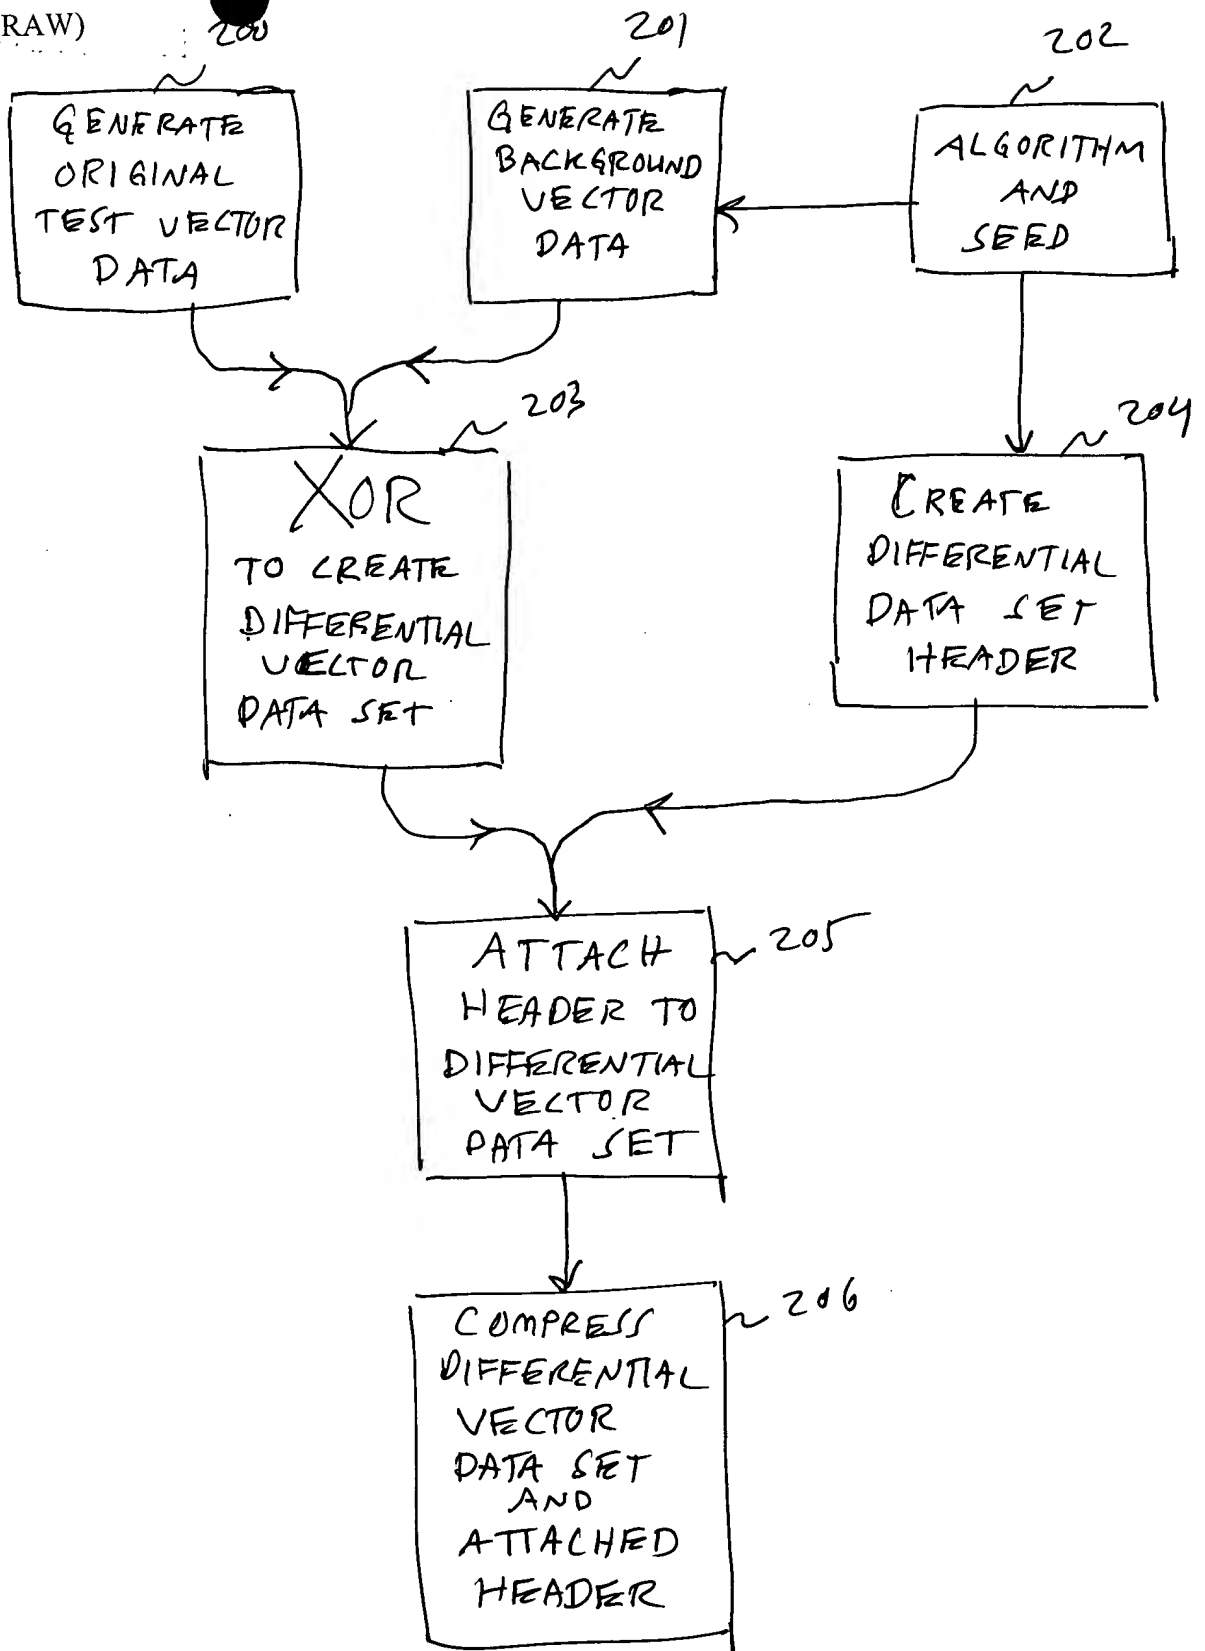 RAW)
200
GENERATE
ORIGINAL
TEST VECTOR
DATA
201
GENERATE
BACKGROUND
VECTOR
DATA
202
ALGORITHM
AND
SEED
203
XOR
TO CREATE
DIFFERENTIAL
VECTOR
DATA SET
204
CREATE
DIFFERENTIAL
DATA SET
HEADER
205
ATTACH
HEADER TO
DIFFERENTIAL
VECTOR
DATA SET
206
COMPRESS
DIFFERENTIAL
VECTOR
DATA SET
AND
ATTACHED
HEADER